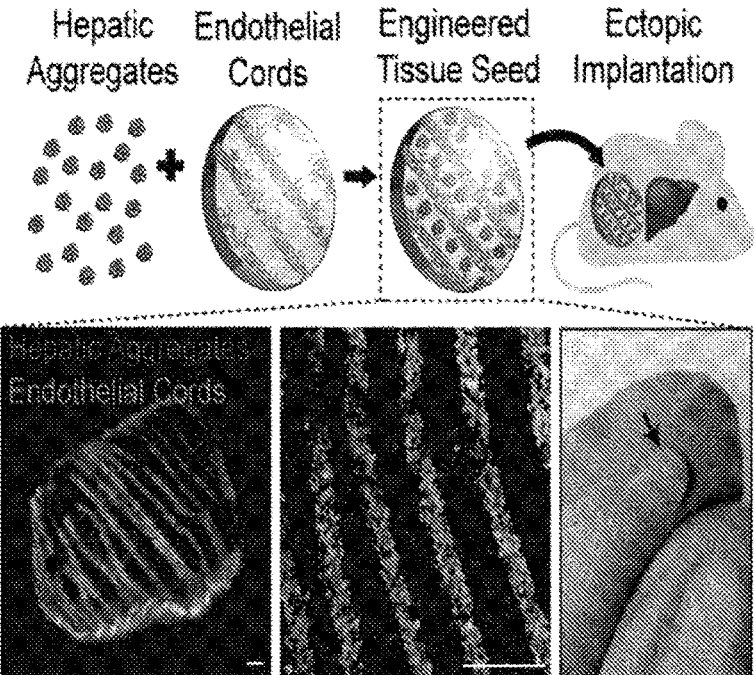 Hepatic
Aggregates
Endothelial
Cords
Engineered
Tissue Seed
Ectopic
Implantation
Hepatic Aggregates
Endothelial Cords